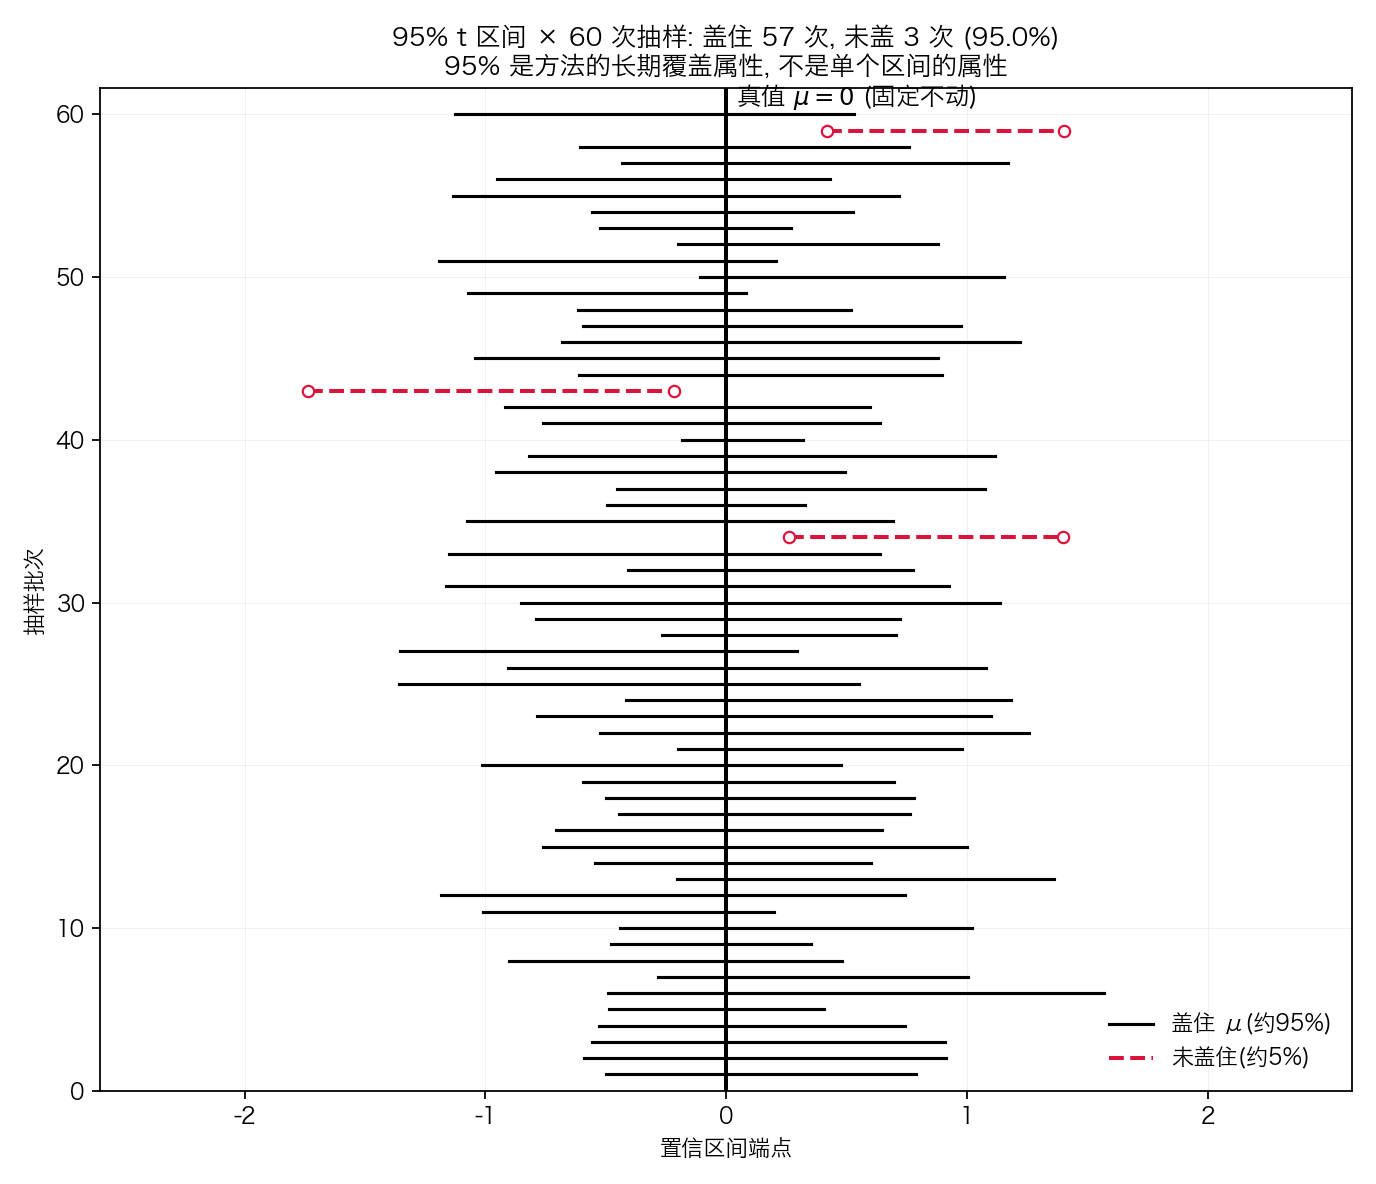 95% t 区间 × 60 次抽样: 盖住 57 次, 未盖 3 次 (95.0%)
95% 是方法的长期覆盖属性, 不是单个区间的属性
真值 μ = 0 (固定不动)
60
50
40
30
20
10
0
抽样批次
-2
-1
0
1
2
置信区间端点
盖住 μ (约95%)
未盖住(约5%)